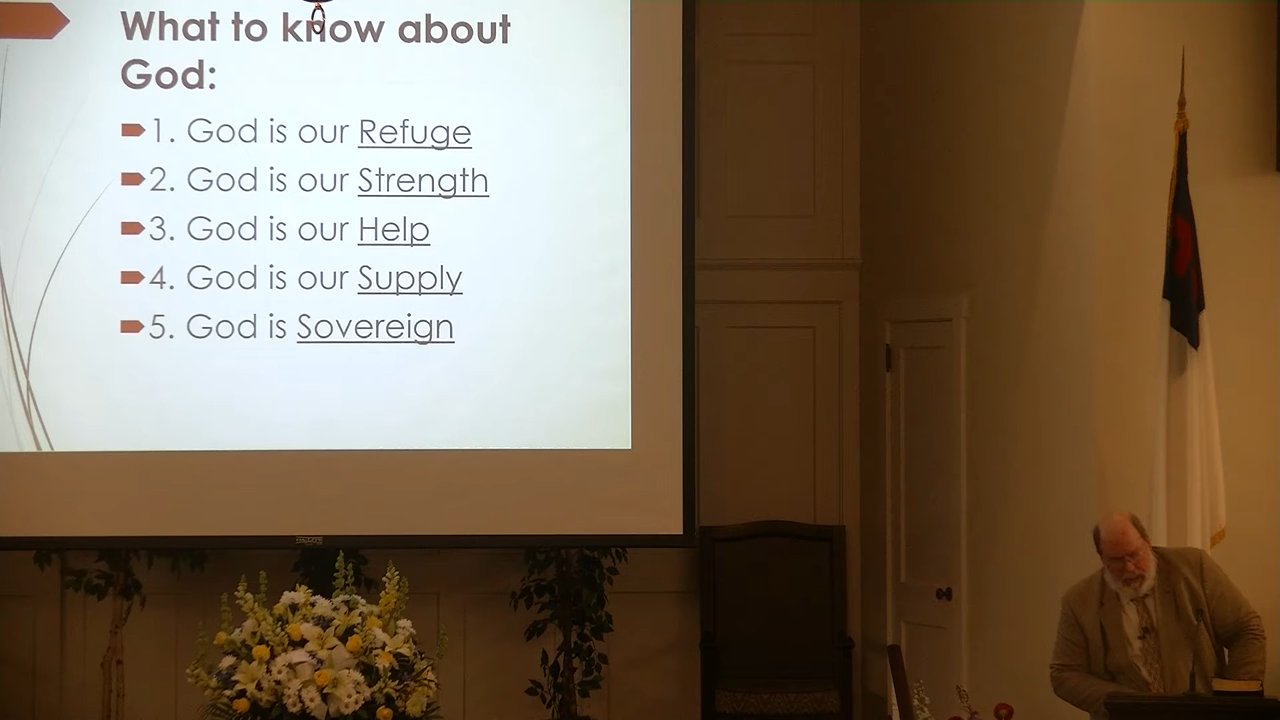 What to know about
God:
1. God is our Refuge
2. God is our Strength
3. God is our Help
4. God is our Supply
5. God is Sovereign